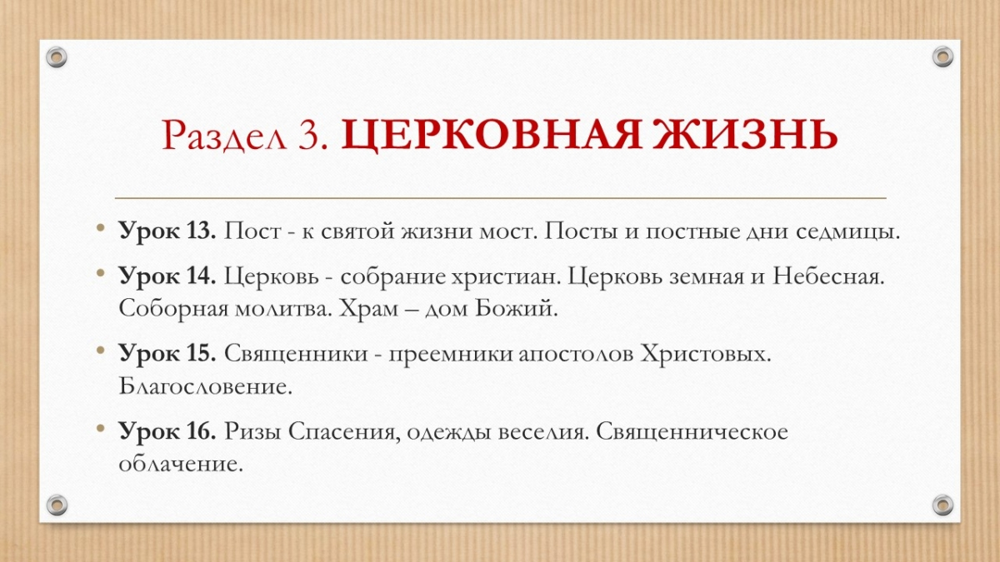 Раздел 3. ЦЕРКОВНАЯ ЖИЗНЬ
• Урок 13. Пост - к святой жизни мост. Посты и постные дни седмицы.
• Урок 14. Церковь - собрание христиан. Церковь земная и Небесная.
Соборная молитва. Храм – дом Божий.
• Урок 15. Священники - преемники апостолов Христовых.
Благословение.
• Урок 16. Ризы Спасения, одежды веселия. Священническое
облачение.